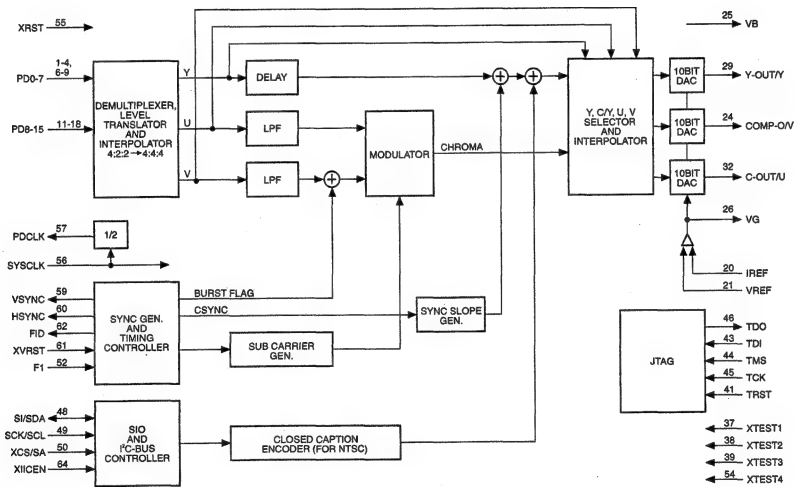 XRST 55
25 VB
1-4,
PD0-7 6-9
Y
DELAY
10BIT
DAC
29 Y-OUT/Y
DEMULTIPLEXER,
LEVEL
TRANSLATOR
AND
INTERPOLATOR
4:2:2→4:4:4
PD8-15 11-18
U
LPF
MODULATOR
CHROMA
Y, C/Y, U, V
SELECTOR
AND
INTERPOLATOR
10BIT
DAC
24 COMP-O/V
V
LPF
10BIT
DAC
32 C-OUT/U
26 VG
PDCLK 57
1/2
SYSCLK 56
20 IREF
21 VREF
VSYNC 59
HSYNC 60
FID 62
XVRST 61
F1 52
SYNC GEN.
AND
TIMING
CONTROLLER
BURST FLAG
CSYNC
SYNC SLOPE
GEN.
SUB CARRIER
GEN.
JTAG
46 TDO
43 TDI
44 TMS
45 TCK
41 TRST
SI/SDA 48
SCK/SCL 49
XCS/SA 50
XIICEN 64
SIO
AND
I²C-BUS
CONTROLLER
CLOSED CAPTION
ENCODER (FOR NTSC)
37 XTEST1
38 XTEST2
39 XTEST3
54 XTEST4